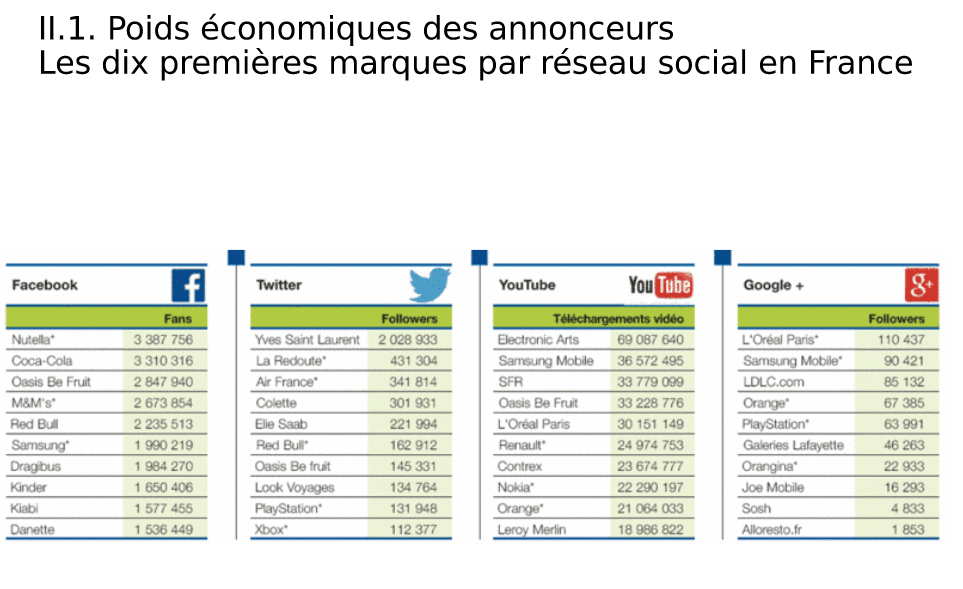 II.1. Poids économiques des annonceurs
Les dix premières marques par réseau social en France
Facebook
Fans
Nutella* 3 387 756
Coca-Cola 3 310 316
Oasis Be Fruit 2 847 940
M&M's* 2 673 854
Red Bull 2 235 513
Samsung* 1 990 219
Dragibus 1 984 270
Kinder 1 650 406
Kiabi 1 577 455
Danette 1 536 449
Twitter
Followers
Yves Saint Laurent 2 028 933
La Redoute* 431 304
Air France* 341 814
Colette 301 931
Elie Saab 221 994
Red Bull* 162 912
Oasis Be fruit 145 331
Look Voyages 134 764
PlayStation* 131 948
Xbox* 112 377
YouTube You Tube
Téléchargements vidéo
Electronic Arts 69 087 640
Samsung Mobile 36 572 495
SFR 33 779 099
Oasis Be Fruit 33 228 776
L'Oréal Paris 30 151 149
Renault* 24 974 753
Contrex 23 674 777
Nokia* 22 290 197
Orange* 21 064 033
Leroy Merlin 18 986 822
Google + g+
Followers
L'Oréal Paris* 110 437
Samsung Mobile* 90 421
LDLC.com 85 132
Orange* 67 385
PlayStation* 63 991
Galeries Lafayette 46 263
Orangina* 22 933
Joe Mobile 16 293
Sosh 4 833
Alloresto.fr 1 853